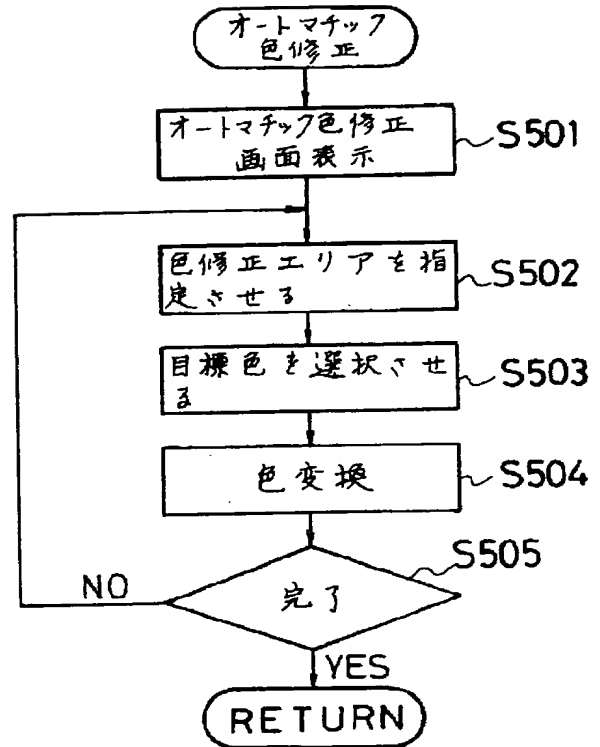 オートマチック
色修正
オートマチック色修正
画面表示
S501
色修正エリアを指
定させる
S502
目標色を選択させ
る
S503
色変換
S504
S505
完了
NO
YES
RETURN